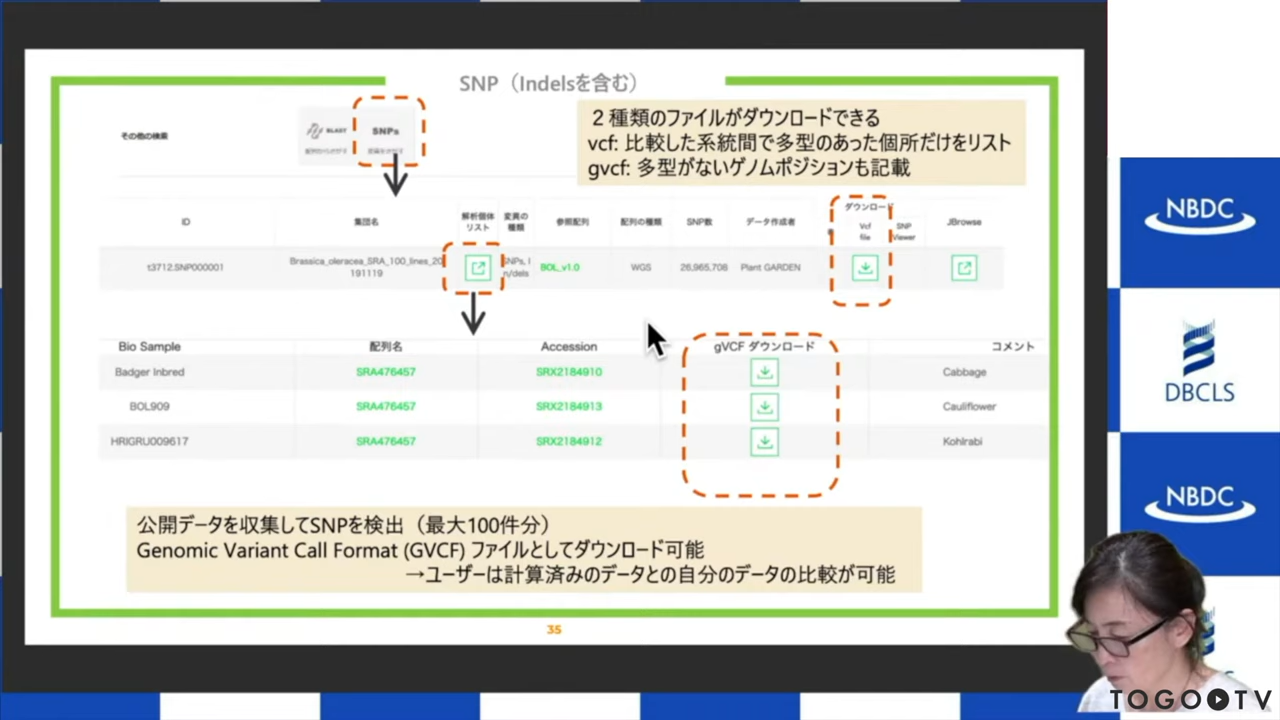 SNP（Indelsを含む）
その他の検索
BLAST
SNPs
２種類のファイルがダウンロードできる
vcf: 比較した系統間で多型のあった個所だけをリスト
gvcf: 多型がないゲノムポジションも記載
ID
集団名
解析個体
リスト
変異の
種類
参照配列
配列の種類
SNP数
データ作成者
ダウンロード
Vcf
file
SNP
Viewer
JBrowse
t3712.SNP000001
Brassica_oleracea_SRA_100_lines_20
191119
SNPs, I
n/dels
BOL_v1.0
WGS
26,965,708
Plant GARDEN
Bio Sample
配列名
Accession
gVCF ダウンロード
コメント
Badger Inbred
SRA476457
SRX2184910
Cabbage
BOL909
SRA476457
SRX2184913
Cauliflower
HRIGRU009617
SRA476457
SRX2184912
Kohlrabi
公開データを収集してSNPを検出（最大100件分）
Genomic Variant Call Format (GVCF) ファイルとしてダウンロード可能
→ユーザーは計算済みのデータとの自分のデータの比較が可能
35
NBDC
DBCLS
NBDC
TOGO TV